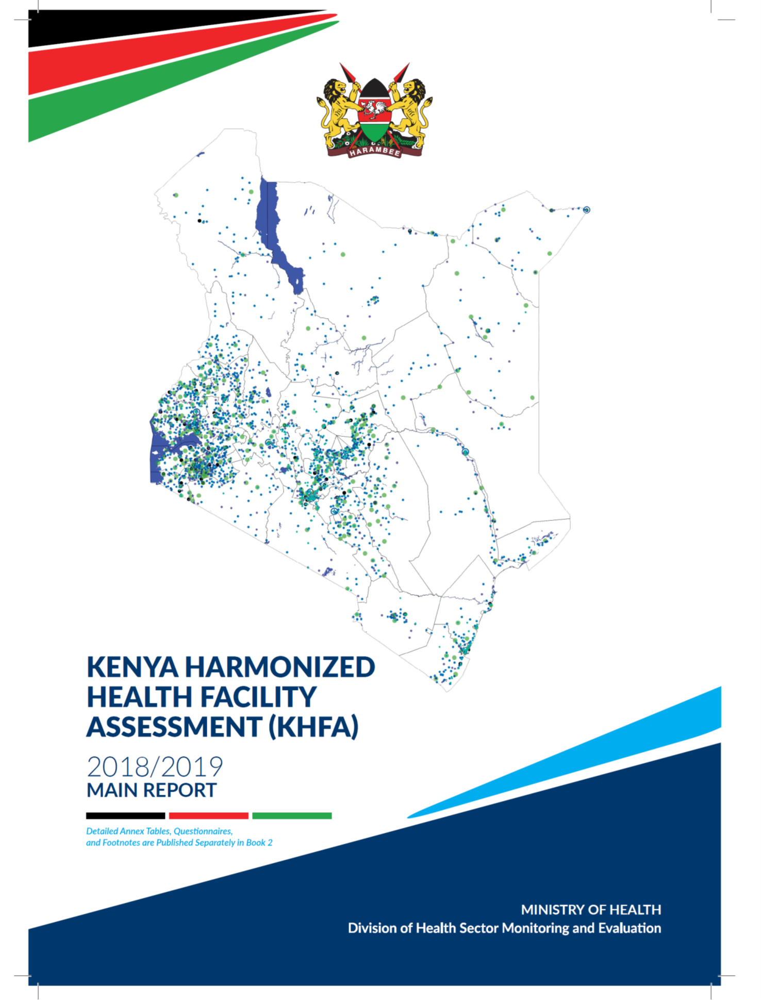 HARAMBEE
KENYA HARMONIZED
HEALTH FACILITY
ASSESSMENT (KHFA)
2018/2019
MAIN REPORT
Detailed Annex Tables, Questionnaires,
and Footnotes are Published Separately in Book 2
MINISTRY OF HEALTH
Division of Health Sector Monitoring and Evaluation